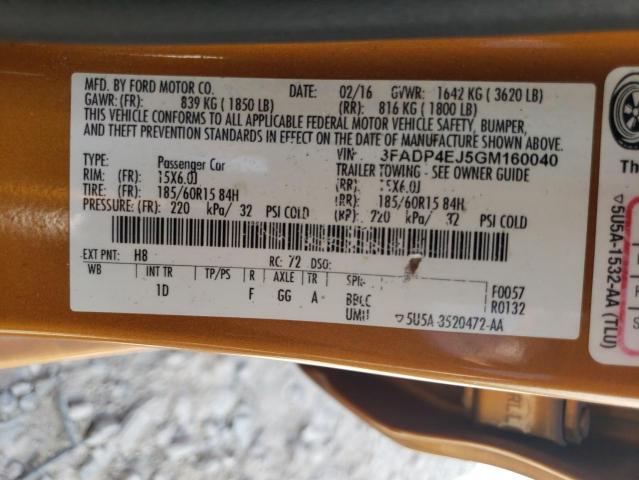 MFD. BY FORD MOTOR CO. DATE: 02/16 GVWR: 1642 KG ( 3620 LB)
GAWR: (FR): 839 KG ( 1850 LB) (RR): 816 KG ( 1800 LB)
THIS VEHICLE CONFORMS TO ALL APPLICABLE FEDERAL MOTOR VEHICLE SAFETY, BUMPER,
AND THEFT PREVENTION STANDARDS IN EFFECT ON THE DATE OF MANUFACTURE SHOWN ABOVE.
VIN: 3FADP4EJ5GM160040
TYPE: Passenger Car TRAILER TOWING - SEE OWNER GUIDE
RIM: 15X6.0J (RR): 15X6.0J
TIRE: 185/60R15 84H (RR): 185/60R15 84H
PRESSURE: (FR) 220 kPa/ 32 PSI COLD (RR) 220 kPa/ 32 PSI COLD
EXT PNT: H8 RC: 72 DSO:
WB INT TR TP/PS R AXLE TR SPR F0057
1D F GG A R0132
▽5U5A-3520472-AA
▽5U5A-1532-AA (TLU)